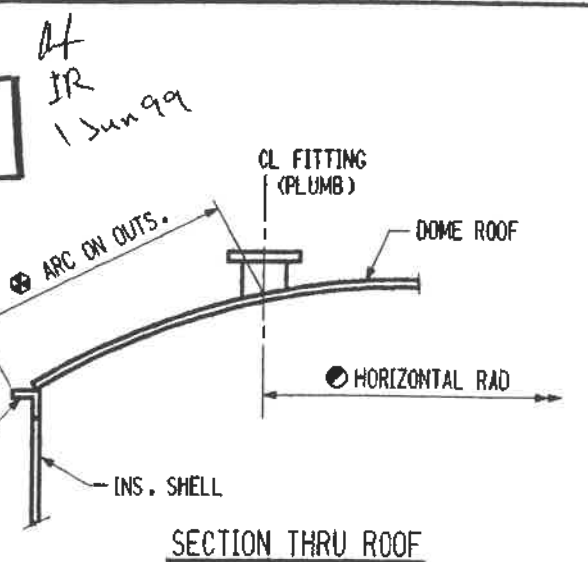 IR
1 Jun 99
CL FITTING
(PLUMB)
ARC ON OUTS.
DOME ROOF
HORIZONTAL RAD
INS. SHELL
SECTION THRU ROOF